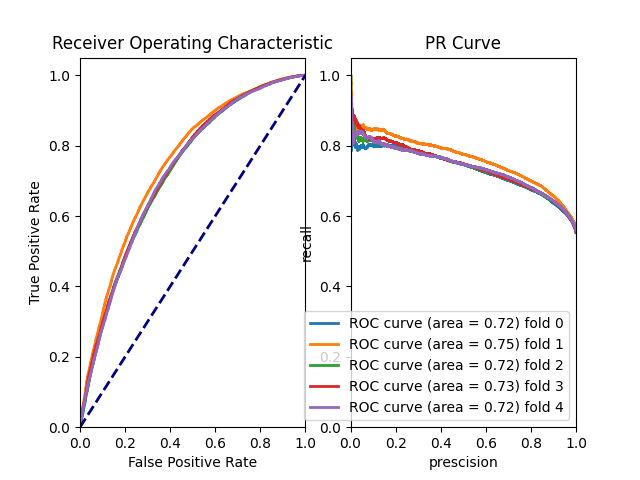 Receiver Operating Characteristic
1.0
0.8
0.6
0.4
0.2
0.0
True Positive Rate
0.0 0.2 0.4 0.6 0.8 1.0
False Positive Rate
PR Curve
1.0
0.8
0.6
0.4
0.2
0.0
recall
ROC curve (area = 0.72) fold 0
ROC curve (area = 0.75) fold 1
ROC curve (area = 0.72) fold 2
ROC curve (area = 0.73) fold 3
ROC curve (area = 0.72) fold 4
0.0 0.2 0.4 0.6 0.8 1.0
prescision